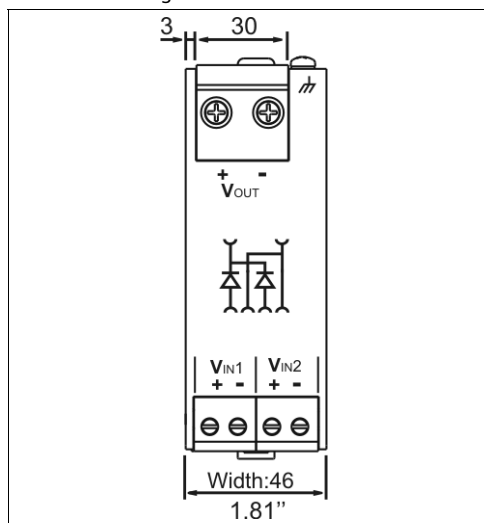 3 30
+ -
VOUT
VIN1 VIN2
+ - + -
Width:46
1.81’’